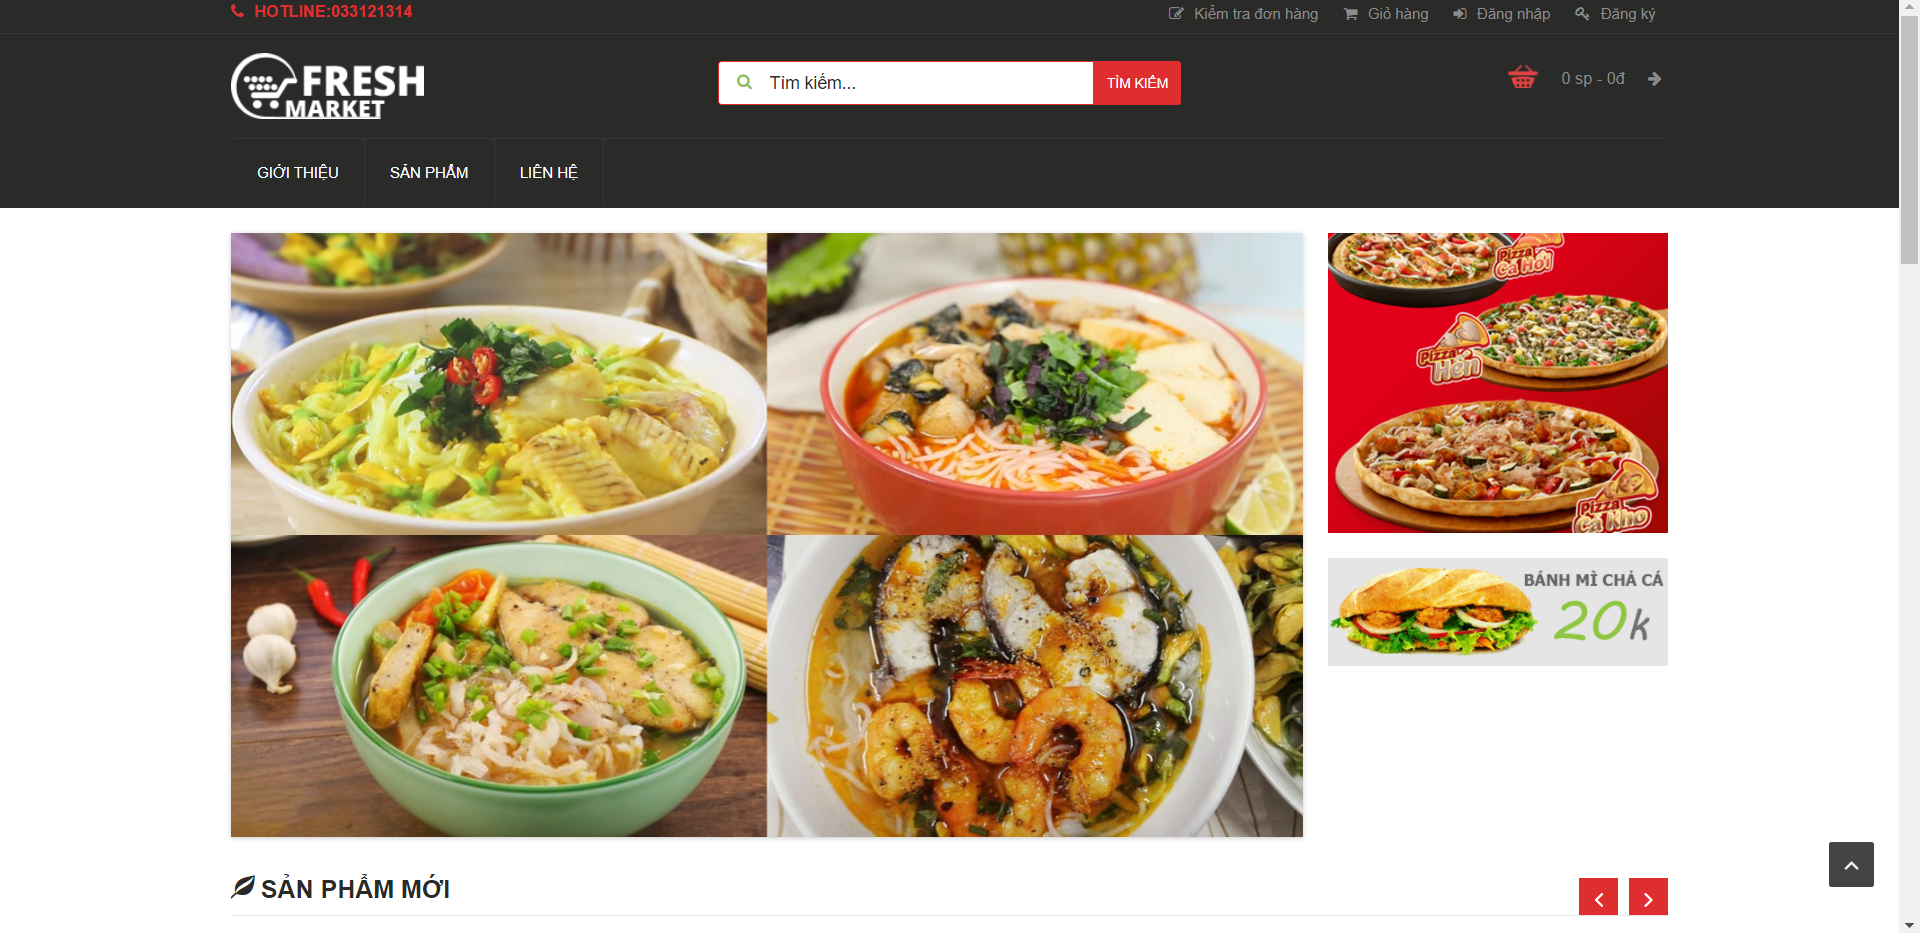 HOTLINE:033121314
Kiểm tra đơn hàng
Giỏ hàng
Đăng nhập
Đăng ký
FRESH
MARKET
Tìm kiếm...
TÌM KIẾM
0 sp - 0đ
GIỚI THIỆU
SẢN PHẨM
LIÊN HỆ
Pizza
Cá Hồi
Pizza
Hến
Pizza
Cá Kho
BÁNH MÌ CHẢ CÁ
20k
SẢN PHẨM MỚI